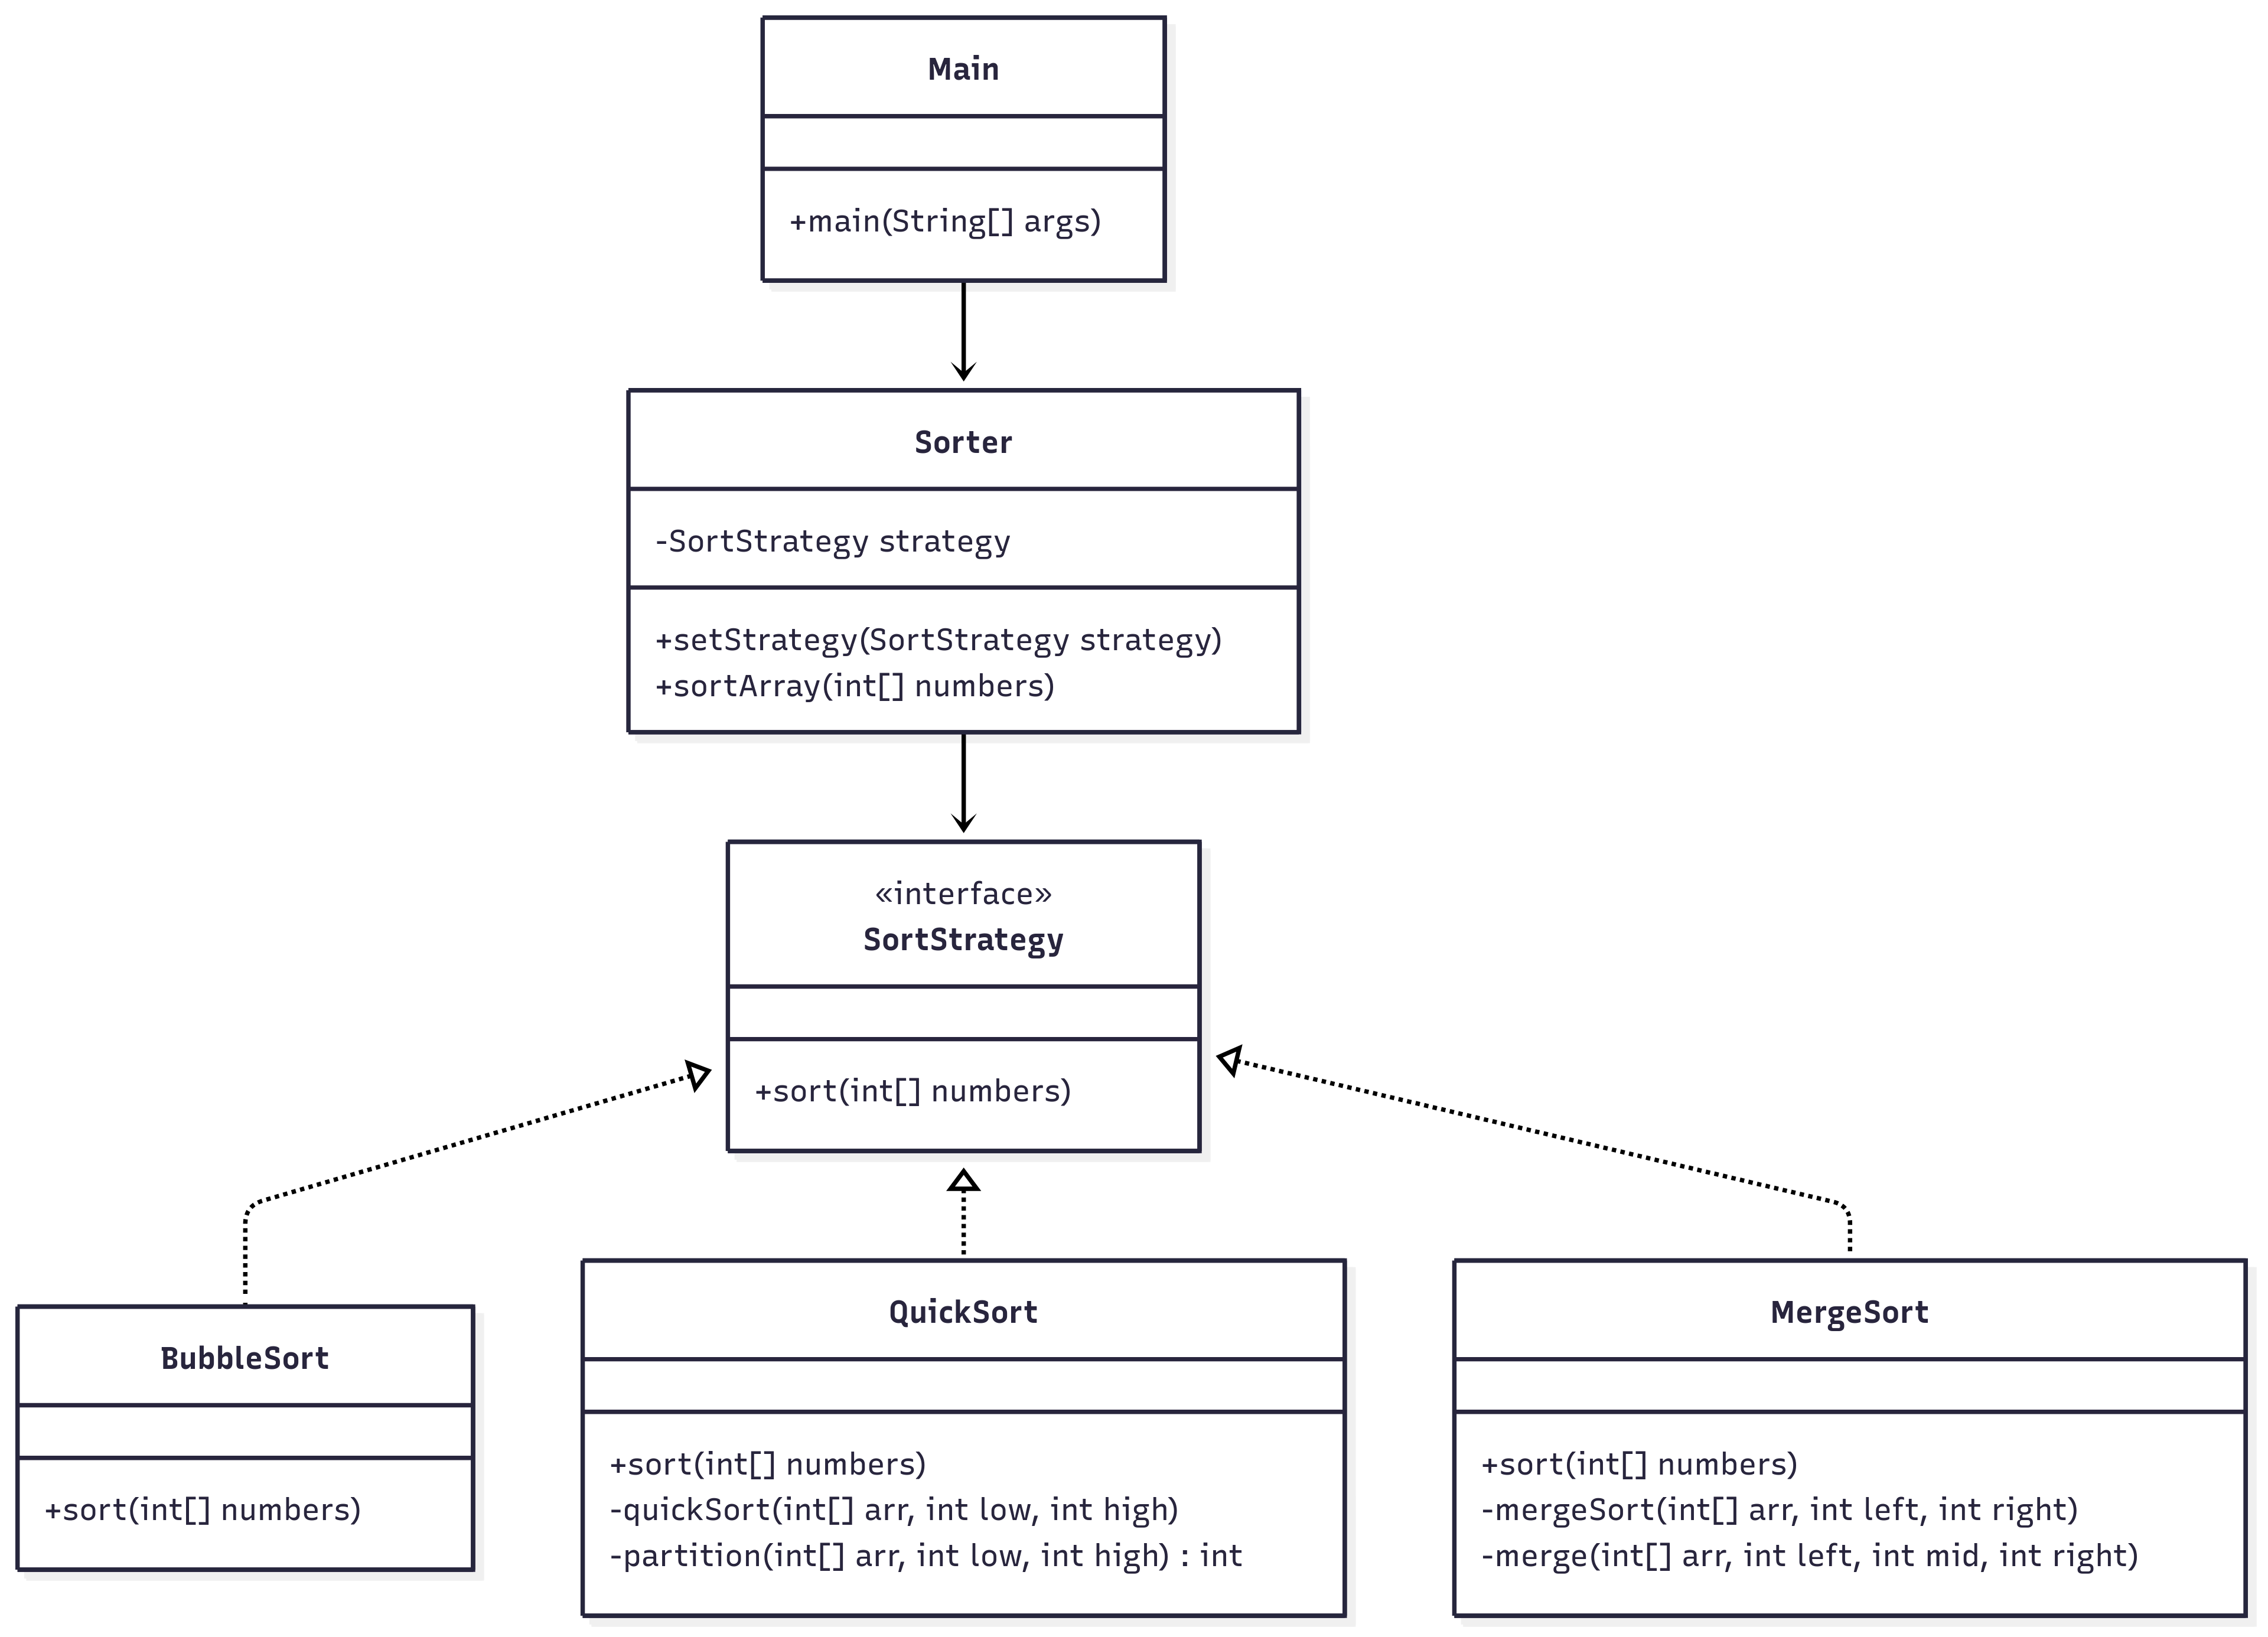 Main
+main(String[] args)
Sorter
-SortStrategy strategy
+setStrategy(SortStrategy strategy)
+sortArray(int[] numbers)
«interface»
SortStrategy
+sort(int[] numbers)
BubbleSort
+sort(int[] numbers)
QuickSort
+sort(int[] numbers)
-quickSort(int[] arr, int low, int high)
-partition(int[] arr, int low, int high) : int
MergeSort
+sort(int[] numbers)
-mergeSort(int[] arr, int left, int right)
-merge(int[] arr, int left, int mid, int right)